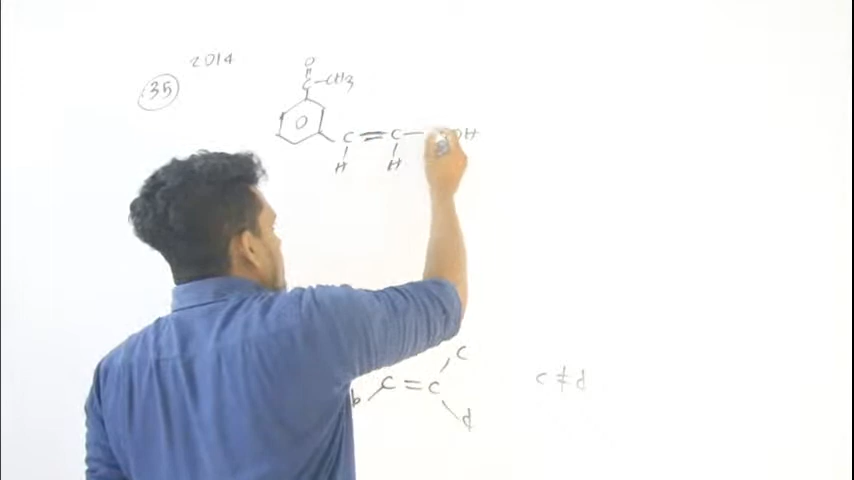 2014
35
O
C-CH3
C=C- OH
H H
C
b C=C c≠d
d